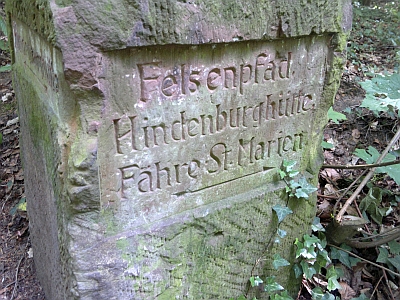 Felsenpfad.
Hindenburghütte.
Fähre St. Marien